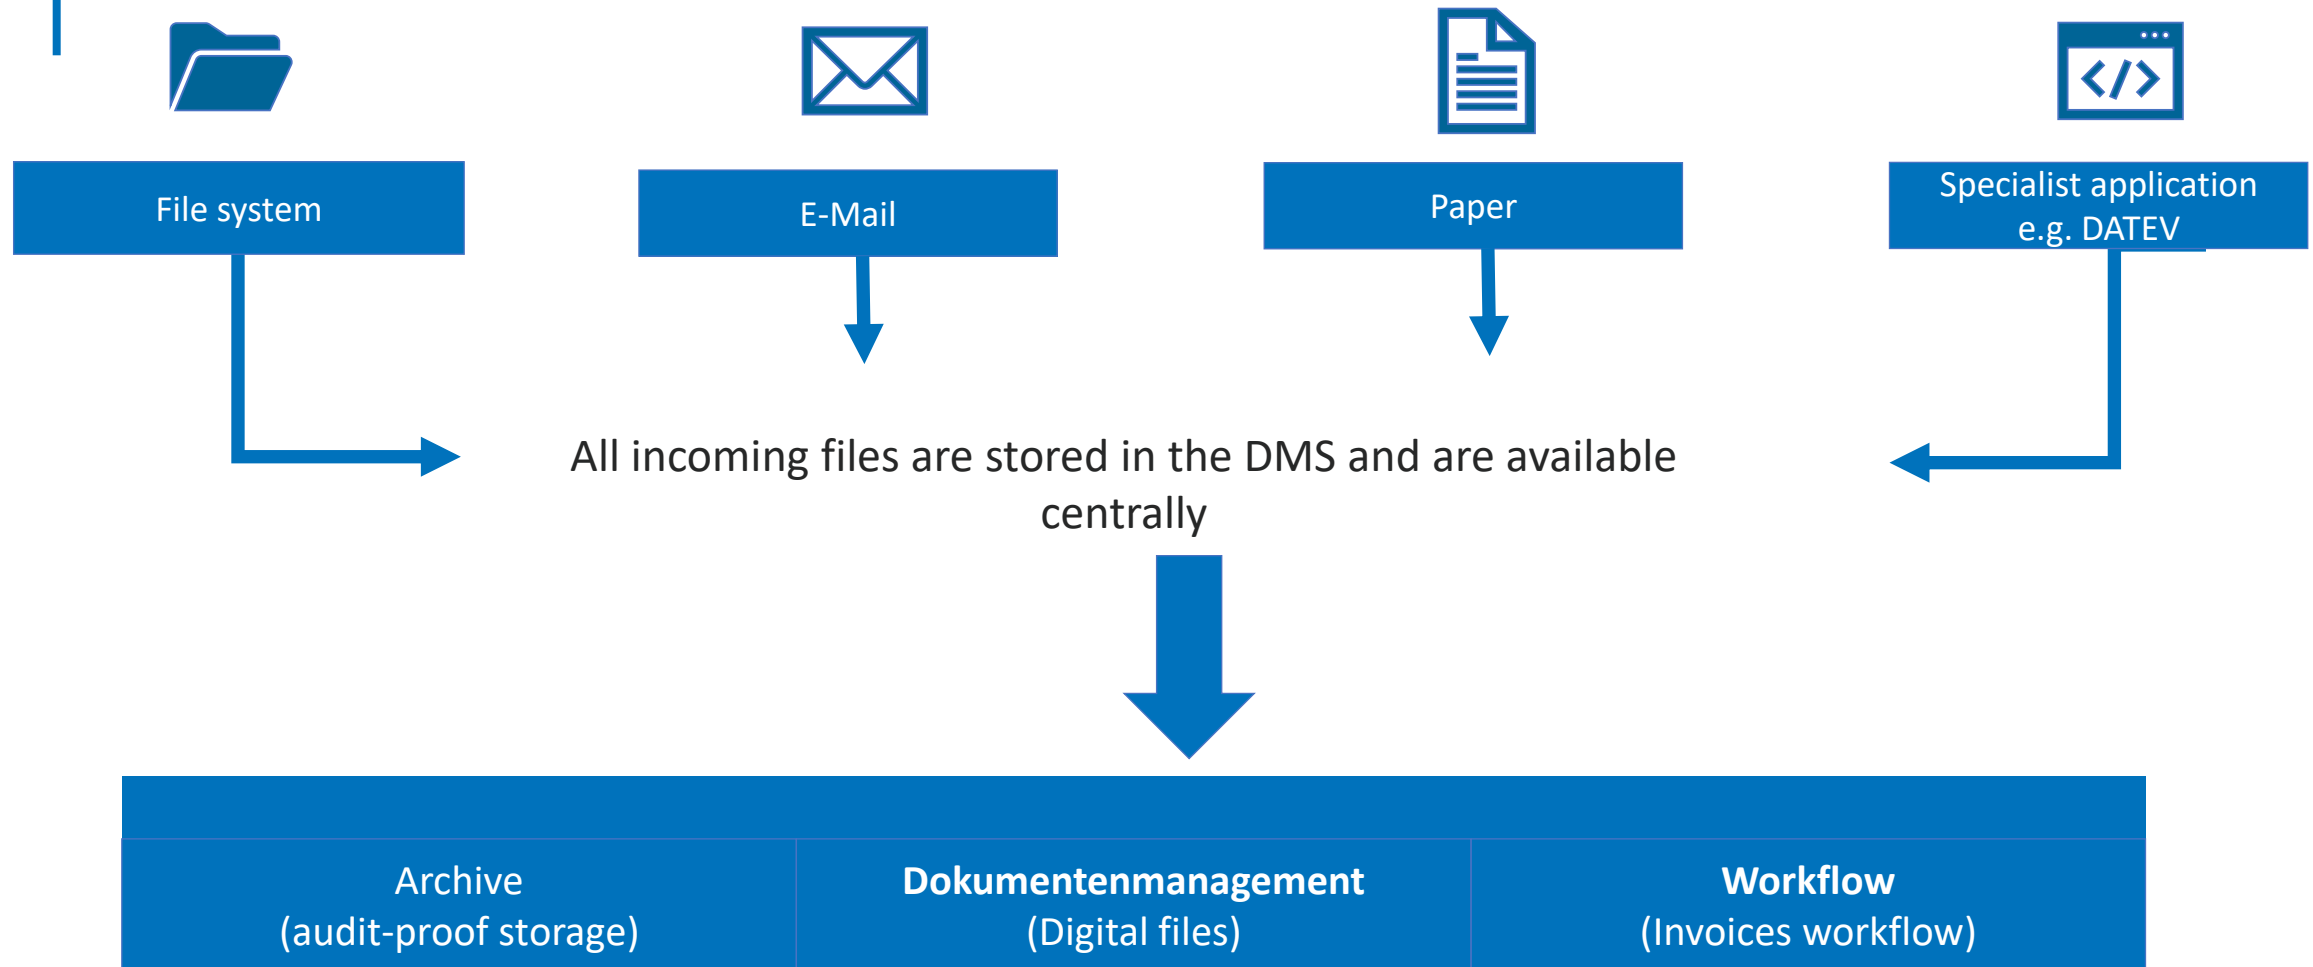 File system
E-Mail
Paper
Specialist application
e.g. DATEV
All incoming files are stored in the DMS and are available
centrally
Archive
(audit-proof storage)
Dokumentenmanagement
(Digital files)
Workflow
(Invoices workflow)